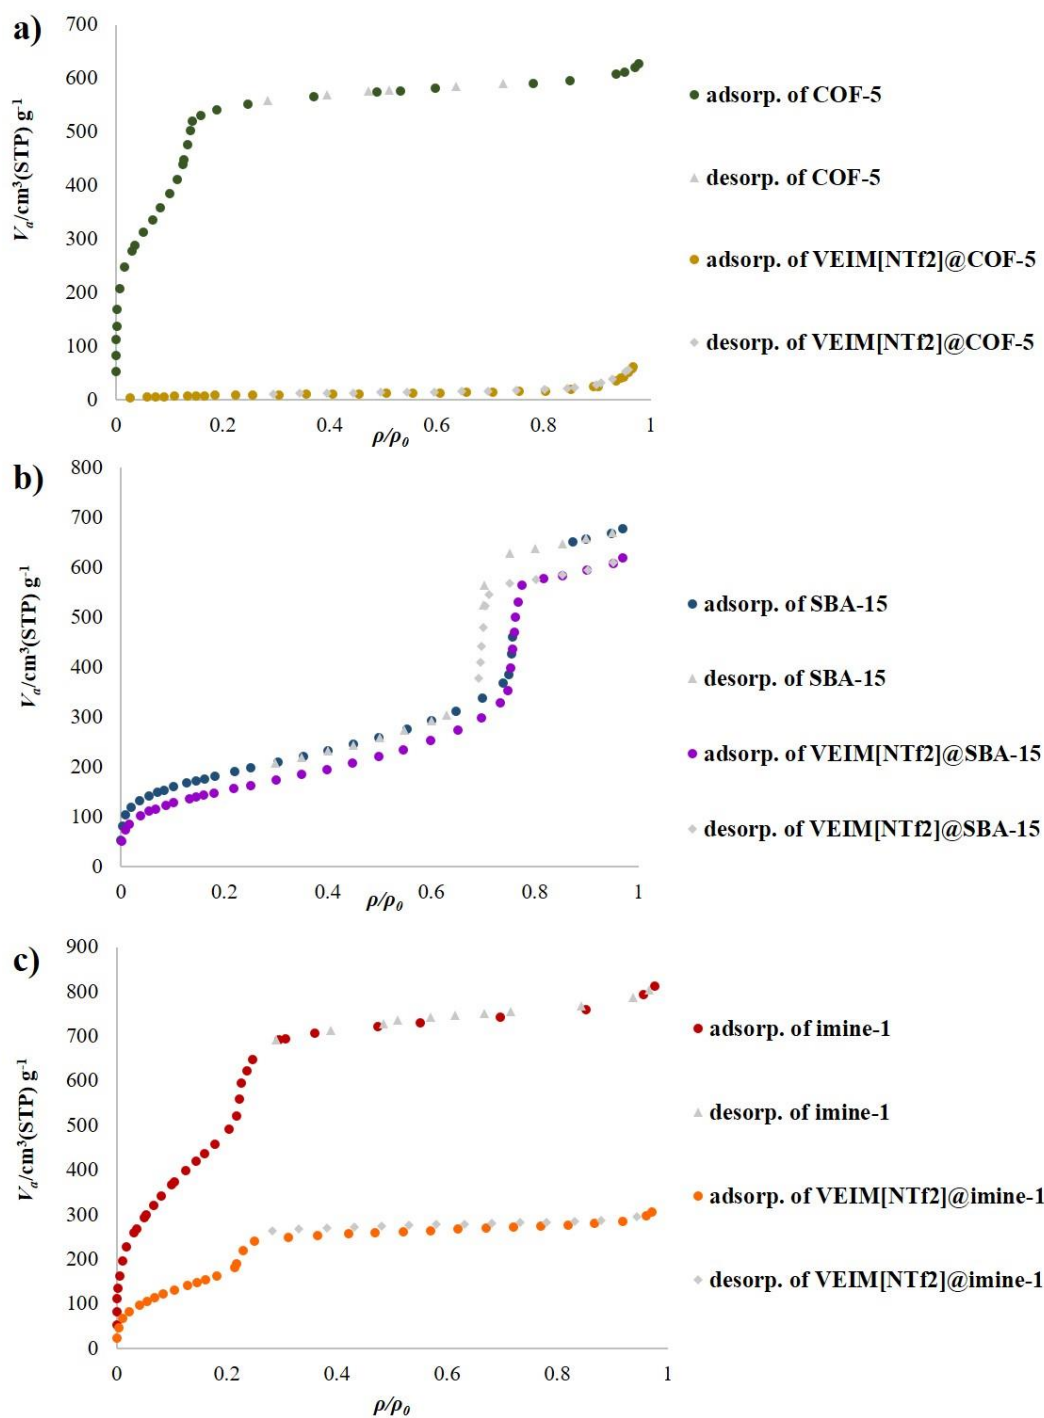 a)
700
600
500
400
300
200
100
0
Va/cm³(STP) g⁻¹
0 0.2 0.4 0.6 0.8 1
ρ/ρ₀
adsorp. of COF-5
desorp. of COF-5
adsorp. of VEIM[NTf2]@COF-5
desorp. of VEIM[NTf2]@COF-5
b)
800
700
600
500
400
300
200
100
0
Va/cm³(STP) g⁻¹
0 0.2 0.4 0.6 0.8 1
ρ/ρ₀
adsorp. of SBA-15
desorp. of SBA-15
adsorp. of VEIM[NTf2]@SBA-15
desorp. of VEIM[NTf2]@SBA-15
c)
900
800
700
600
500
400
300
200
100
0
Va/cm³(STP) g⁻¹
0 0.2 0.4 0.6 0.8 1
ρ/ρ₀
adsorp. of imine-1
desorp. of imine-1
adsorp. of VEIM[NTf2]@imine-1
desorp. of VEIM[NTf2]@imine-1